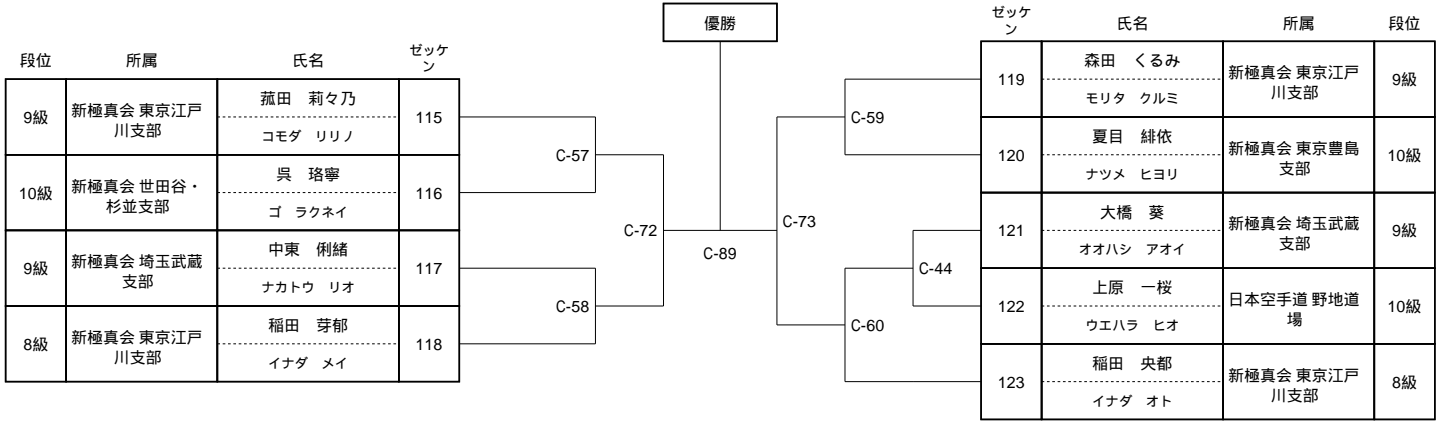 優勝
段位 所属 氏名 ゼッケ
ン
9級 新極真会 東京江戸
川支部 菰田 莉々乃
コモダ リリノ 115
10級 新極真会 世田谷・
杉並支部 呉 珞寧
ゴ ラクネイ 116
9級 新極真会 埼玉武蔵
支部 中東 俐緒
ナカトウ リオ 117
8級 新極真会 東京江戸
川支部 稲田 芽郁
イナダ メイ 118
C-57
C-58
C-72
C-89
C-73
C-59
C-44
C-60
ゼッケ
ン 氏名 所属 段位
119 森田 くるみ
モリタ クルミ 新極真会 東京江戸
川支部 9級
120 夏目 緋依
ナツメ ヒヨリ 新極真会 東京豊島
支部 10級
121 大橋 葵
オオハシ アオイ 新極真会 埼玉武蔵
支部 9級
122 上原 一桜
ウエハラ ヒオ 日本空手道 野地道
場 10級
123 稲田 央都
イナダ オト 新極真会 東京江戸
川支部 8級